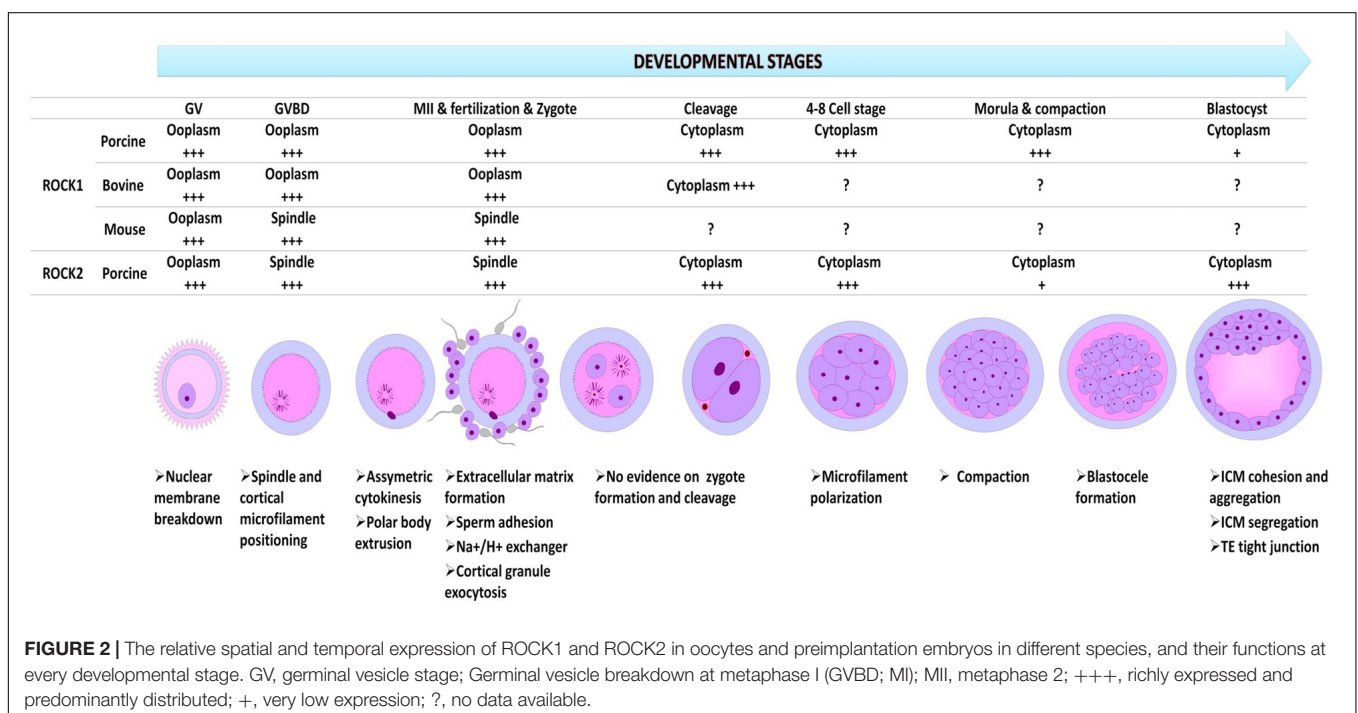 DEVELOPMENTAL STAGES
GV GVBD MII & fertilization & Zygote Cleavage 4-8 Cell stage Morula & compaction Blastocyst
ROCK1 Porcine Ooplasm Ooplasm Ooplasm Cytoplasm Cytoplasm Cytoplasm Cytoplasm
+++ +++ +++ +++ +++ +++ +
Bovine Ooplasm Ooplasm Ooplasm Cytoplasm +++ ? ? ?
+++ +++ +++
Mouse Ooplasm Spindle Spindle ? ? ? ?
+++ +++ +++
ROCK2 Porcine Ooplasm Spindle Spindle Cytoplasm Cytoplasm Cytoplasm Cytoplasm
+++ +++ +++ +++ +++ + +++
➢Nuclear
membrane
breakdown
➢Spindle and
cortical
microfilament
positioning
➢Assymetric
cytokinesis
➢Polar body
extrusion
➢Extracellular matrix
formation
➢Sperm adhesion
➢Na+/H+ exchanger
➢Cortical granule
exocytosis
➢No evidence on zygote
formation and cleavage
➢Microfilament
polarization
➢ Compaction
➢Blastocele
formation
➢ICM cohesion and
aggregation
➢ICM segregation
➢TE tight junction
FIGURE 2 | The relative spatial and temporal expression of ROCK1 and ROCK2 in oocytes and preimplantation embryos in different species, and their functions at
every developmental stage. GV, germinal vesicle stage; Germinal vesicle breakdown at metaphase I (GVBD; MI); MII, metaphase 2; +++, richly expressed and
predominantly distributed; +, very low expression; ?, no data available.